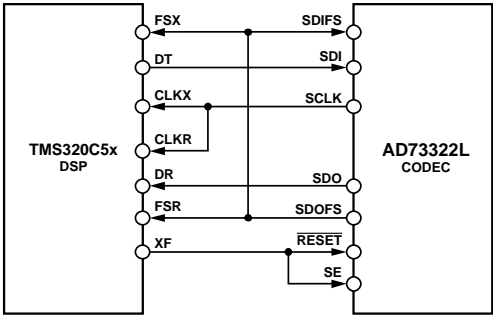 FSX SDIFS
DT SDI
CLKX SCLK
TMS320C5x
DSP
CLKR
AD73322L
CODEC
DR SDO
FSR SDOFS
XF RESET
SE